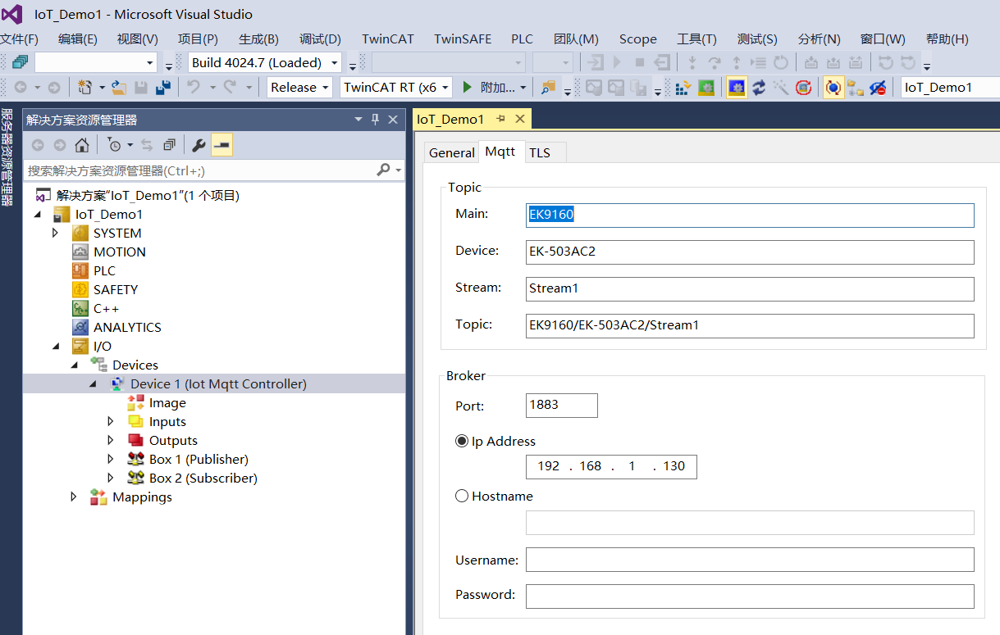 IoT_Demo1 - Microsoft Visual Studio
文件(F) 编辑(E) 视图(V) 项目(P) 生成(B) 调试(D) TwinCAT TwinSAFE PLC 团队(M) Scope 工具(T) 测试(S) 分析(N) 窗口(W) 帮助(H)
Build 4024.7 (Loaded)
Release TwinCAT RT (x6 附加... IoT_Demo1
服务器资源管理器
解决方案资源管理器
搜索解决方案资源管理器(Ctrl+;)
解决方案"IoT_Demo1"(1 个项目)
IoT_Demo1
SYSTEM
MOTION
PLC
SAFETY
C++
ANALYTICS
I/O
Devices
Device 1 (Iot Mqtt Controller)
Image
Inputs
Outputs
Box 1 (Publisher)
Box 2 (Subscriber)
Mappings
IoT_Demo1
General Mqtt TLS
Topic
Main: EK9160
Device: EK-503AC2
Stream: Stream1
Topic: EK9160/EK-503AC2/Stream1
Broker
Port: 1883
Ip Address
192 . 168 . 1 . 130
Hostname
Username:
Password: